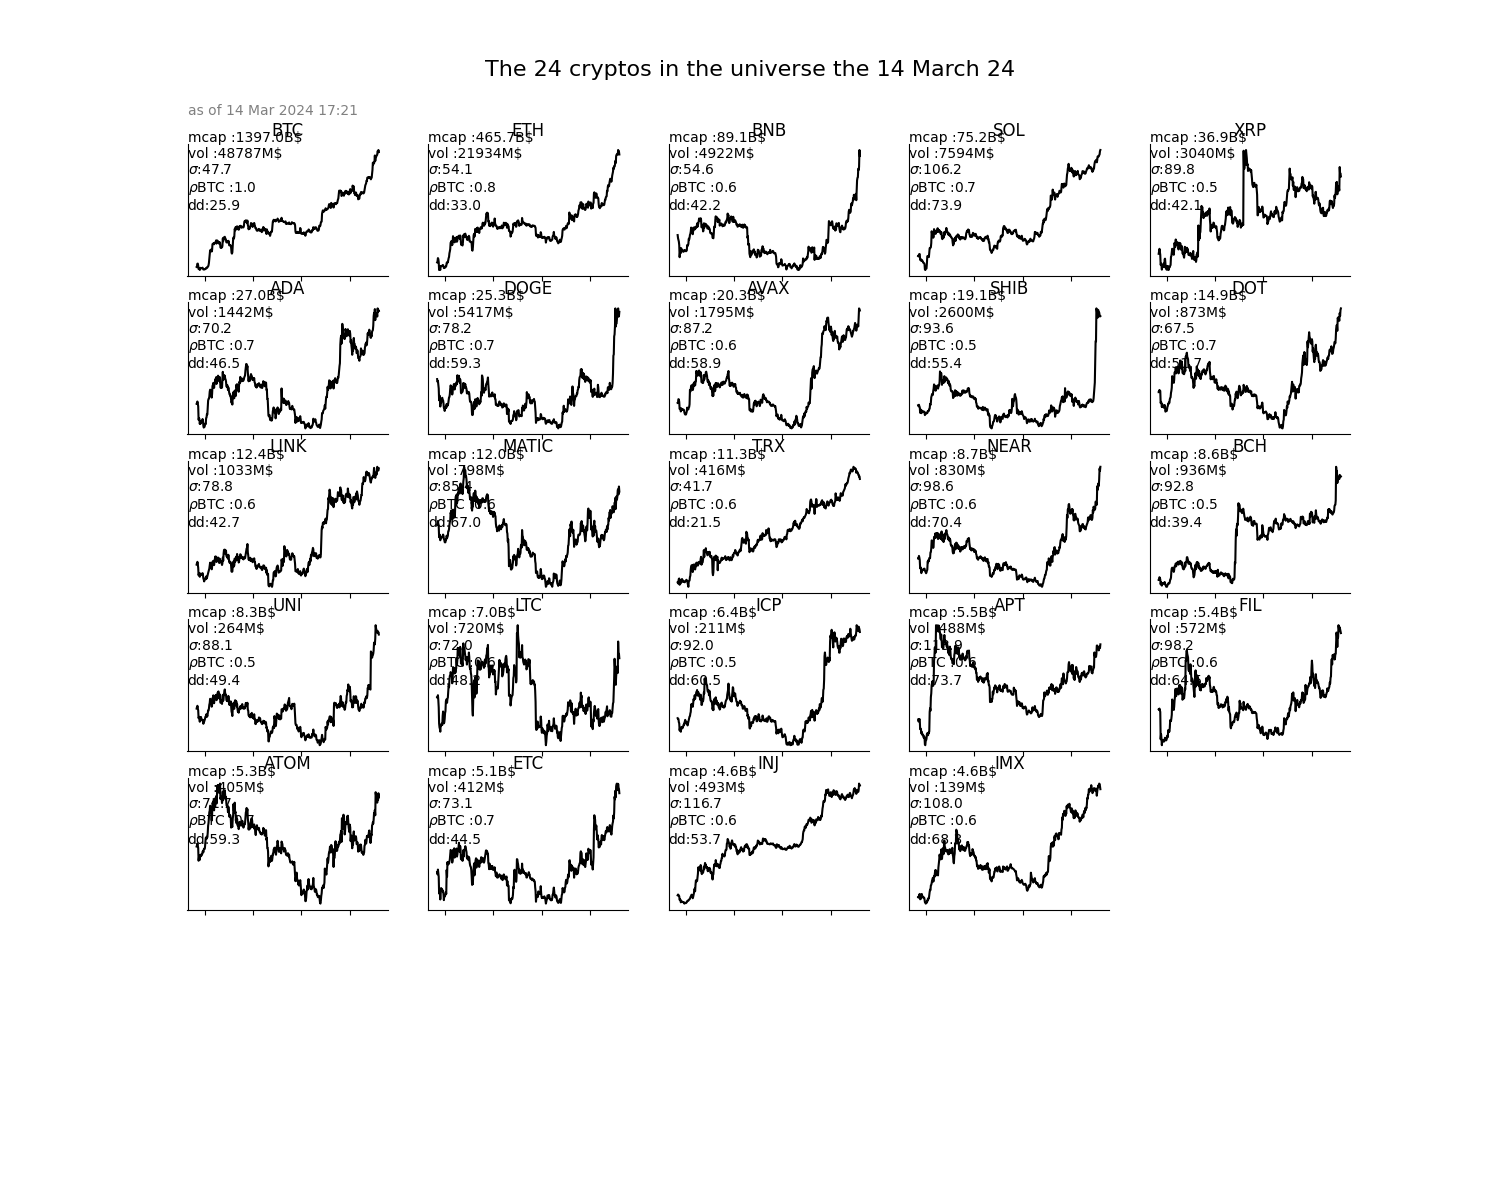 The 24 cryptos in the universe the 14 March 24
as of 14 Mar 2024 17:21
BTC
mcap :1397.0B$
vol :48787M$
σ:47.7
ρBTC :1.0
dd:25.9
ETH
mcap :465.7B$
vol :21934M$
σ:54.1
ρBTC :0.8
dd:33.0
BNB
mcap :89.1B$
vol :4922M$
σ:54.6
ρBTC :0.6
dd:42.2
SOL
mcap :75.2B$
vol :7594M$
σ:106.2
ρBTC :0.7
dd:73.9
XRP
mcap :36.9B$
vol :3040M$
σ:89.8
ρBTC :0.5
dd:42.1
ADA
mcap :27.0B$
vol :1442M$
σ:70.2
ρBTC :0.7
dd:46.5
DOGE
mcap :25.3B$
vol :5417M$
σ:78.2
ρBTC :0.7
dd:59.3
AVAX
mcap :20.3B$
vol :1795M$
σ:87.2
ρBTC :0.6
dd:58.9
SHIB
mcap :19.1B$
vol :2600M$
σ:93.6
ρBTC :0.5
dd:55.4
DOT
mcap :14.9B$
vol :873M$
σ:67.5
ρBTC :0.7
LINK
mcap :12.4B$
vol :1033M$
σ:78.8
ρBTC :0.6
dd:42.7
MATIC
mcap :12.0B$
vol :798M$
ρBTC :0.6
dd:67.0
TRX
mcap :11.3B$
vol :416M$
σ:41.7
ρBTC :0.6
dd:21.5
NEAR
mcap :8.7B$
vol :830M$
σ:98.6
ρBTC :0.6
dd:70.4
BCH
mcap :8.6B$
vol :936M$
σ:92.8
ρBTC :0.5
dd:39.4
UNI
mcap :8.3B$
vol :264M$
σ:88.1
ρBTC :0.5
dd:49.4
LTC
mcap :7.0B$
vol :720M$
σ:72.0
ρBTC :0.6
ICP
mcap :6.4B$
vol :211M$
σ:92.0
ρBTC :0.5
dd:60.5
APT
mcap :5.5B$
vol :488M$
ρBTC :0.6
dd:73.7
FIL
mcap :5.4B$
vol :572M$
σ:98.2
ρBTC :0.6
ATOM
mcap :5.3B$
vol :405M$
ρBTC :0.7
dd:59.3
ETC
mcap :5.1B$
vol :412M$
σ:73.1
ρBTC :0.7
dd:44.5
INJ
mcap :4.6B$
vol :493M$
σ:116.7
ρBTC :0.6
dd:53.7
IMX
mcap :4.6B$
vol :139M$
σ:108.0
ρBTC :0.6